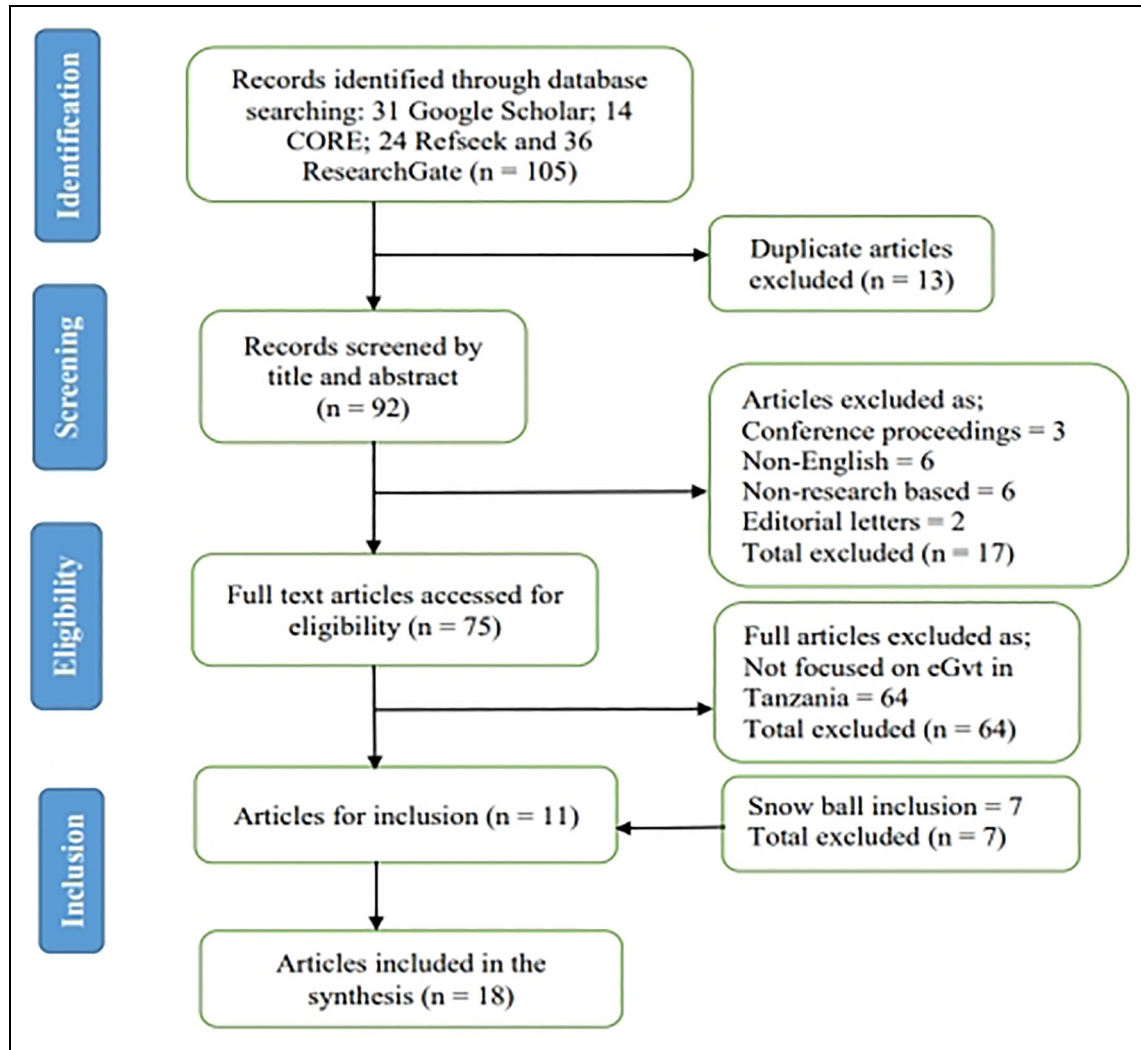 Identification
Records identified through database
searching: 31 Google Scholar; 14
CORE; 24 Refseek and 36
ResearchGate (n = 105)
Duplicate articles
excluded (n = 13)
Screening
Records screened by
title and abstract
(n = 92)
Articles excluded as;
Conference proceedings = 3
Non-English = 6
Non-research based = 6
Editorial letters = 2
Total excluded (n = 17)
Eligibility
Full text articles accessed for
eligibility (n = 75)
Full articles excluded as;
Not focused on eGvt in
Tanzania = 64
Total excluded (n = 64)
Inclusion
Articles for inclusion (n = 11)
Snow ball inclusion = 7
Total excluded (n = 7)
Articles included in the
synthesis (n = 18)